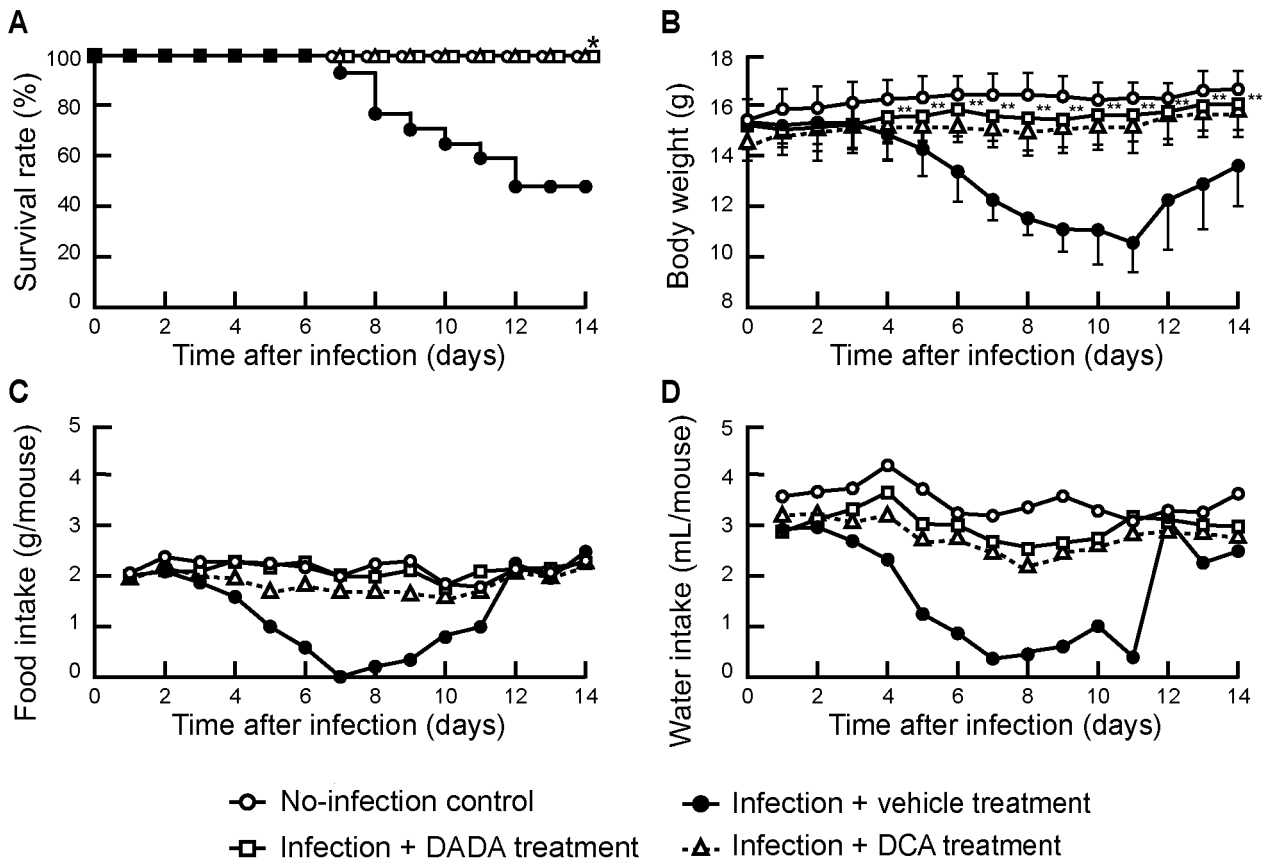 A
Survival rate (%)
100
80
60
40
20
0
0 2 4 6 8 10 12 14
*
Time after infection (days)
B
Body weight (g)
18
16
14
12
10
8
0 2 4 6 8 10 12 14
** ** ** ** ** ** ** ** ** ** **
Time after infection (days)
C
Food intake (g/mouse)
5
4
3
2
1
0
0 2 4 6 8 10 12 14
Time after infection (days)
D
Water intake (mL/mouse)
5
4
3
2
1
0
0 2 4 6 8 10 12 14
Time after infection (days)
No-infection control
Infection + vehicle treatment
Infection + DADA treatment
Infection + DCA treatment